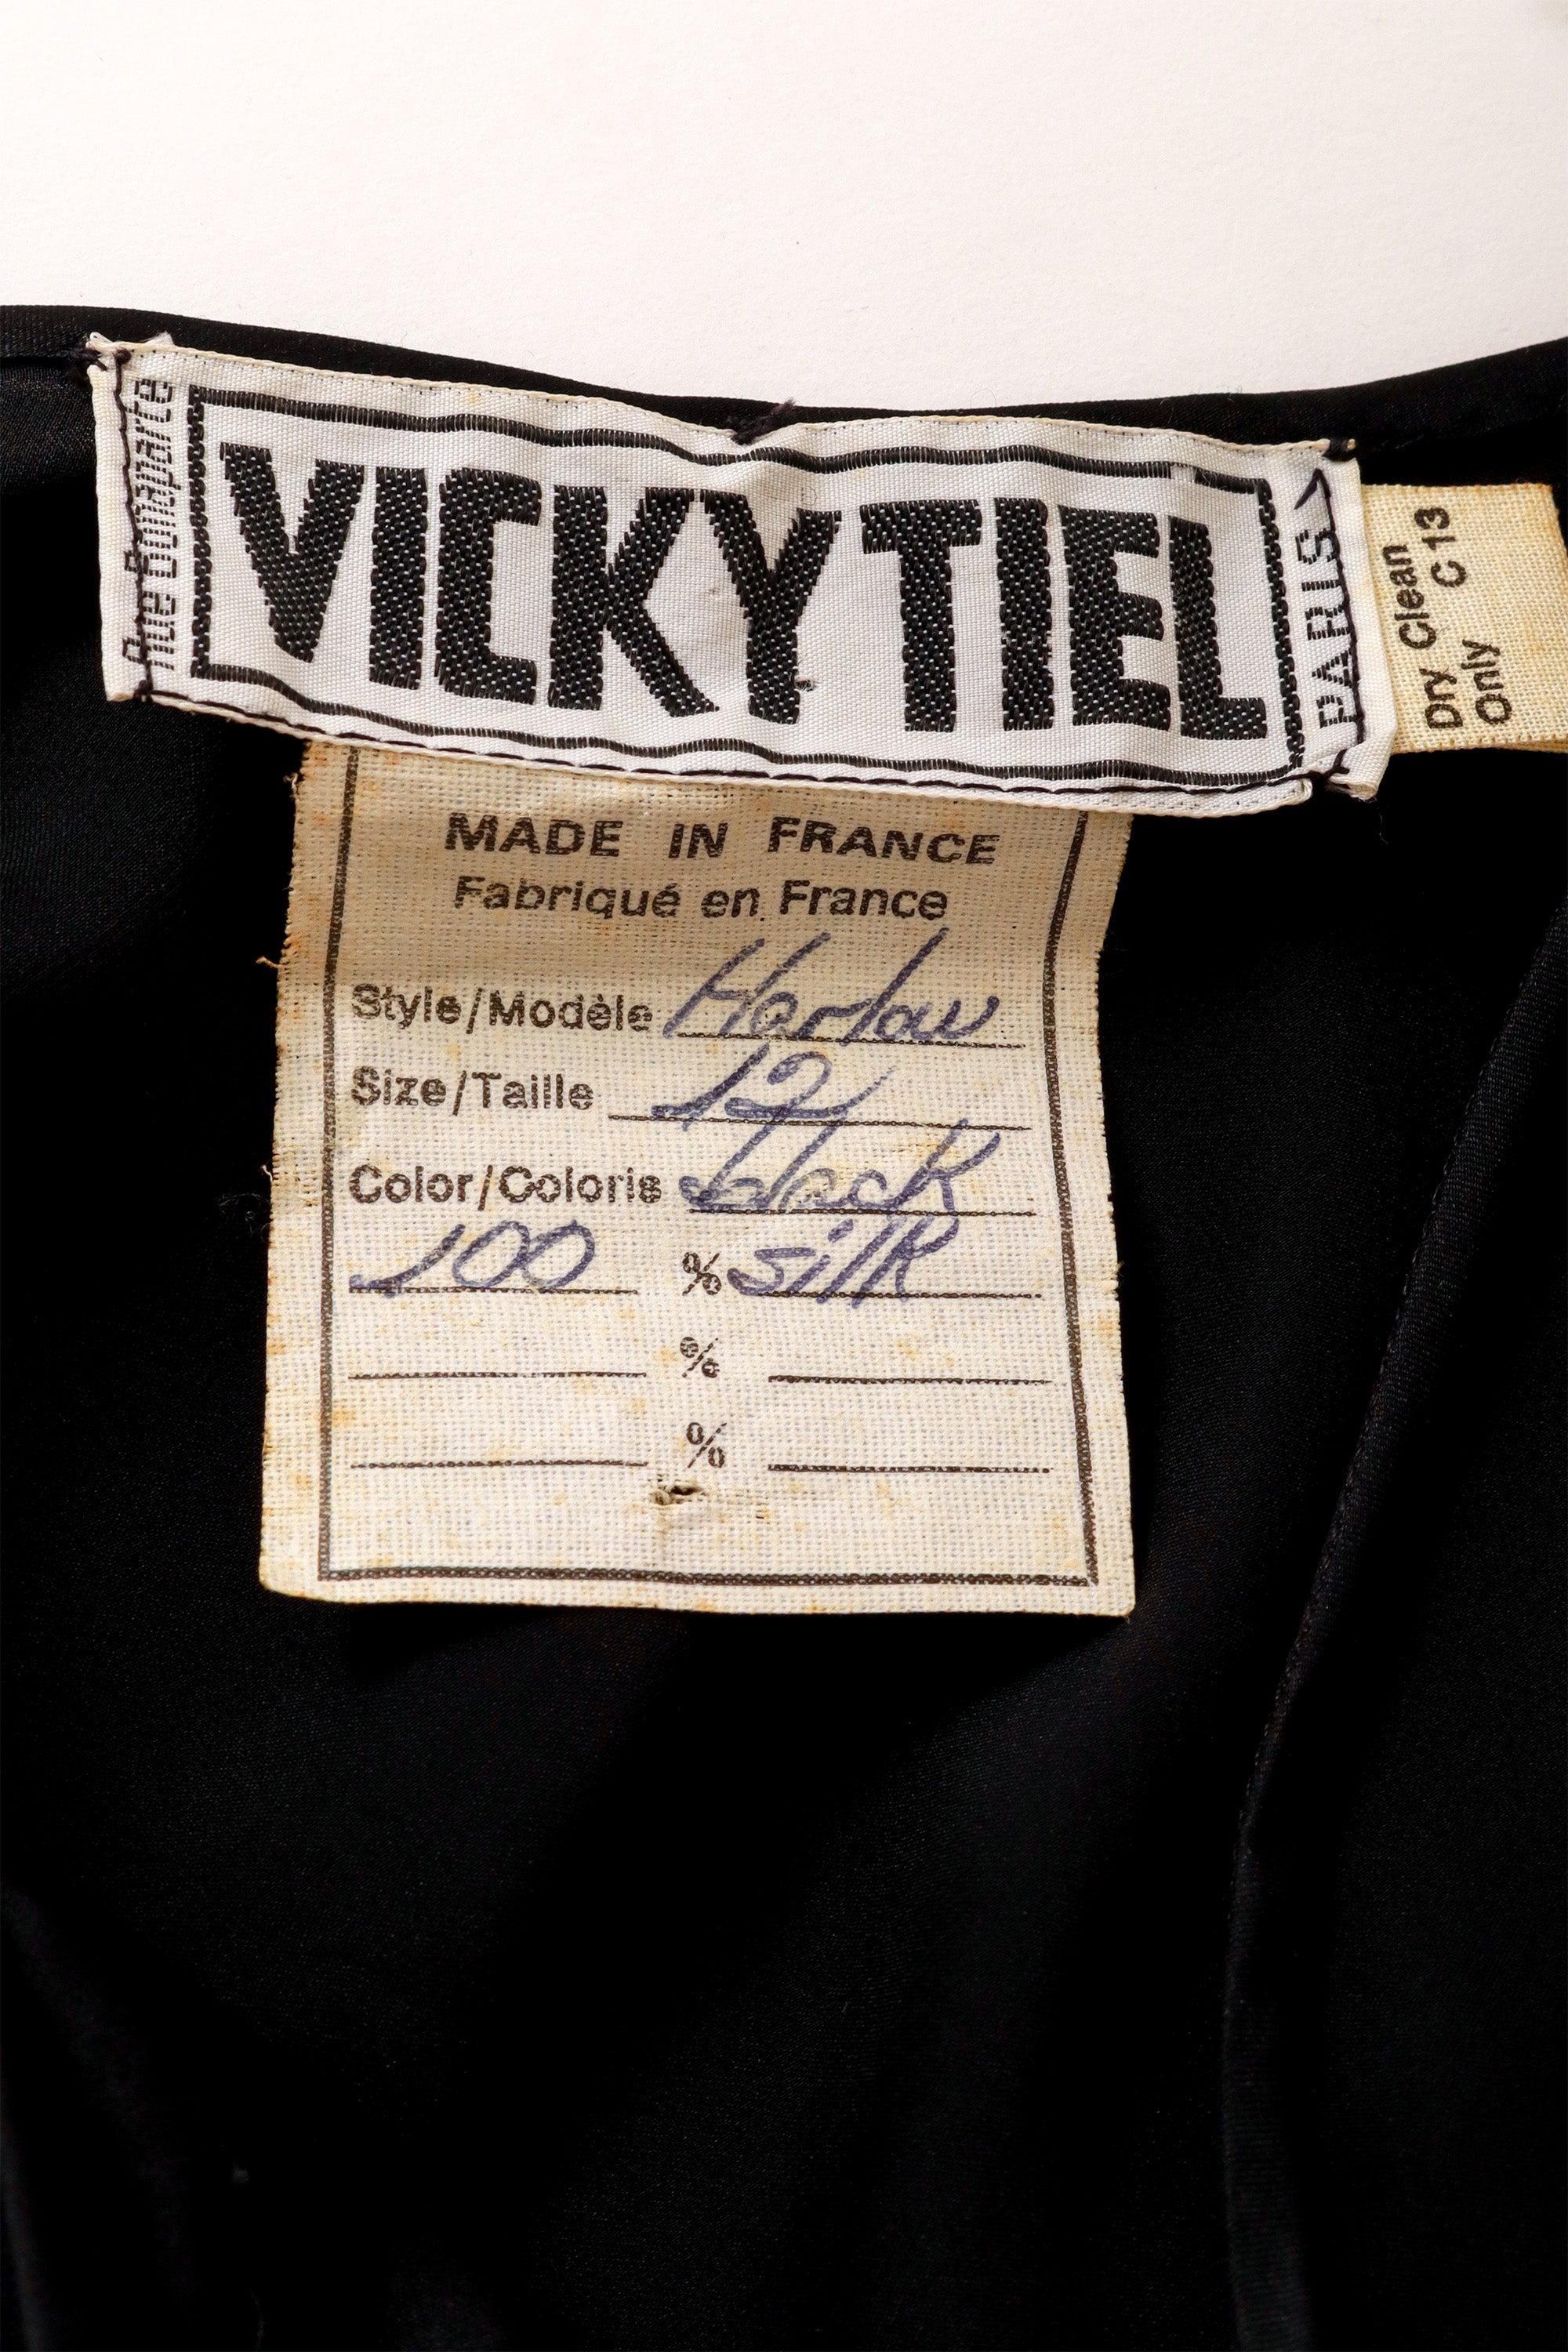 Rue Bonaparte
VICKY TIEL
PARIS
Dry Clean
Only C 13
MADE IN FRANCE
Fabriqué en France
Style/Modèle Harlow
Size/Taille 12
Color/Coloris black
100 % silk
%
%